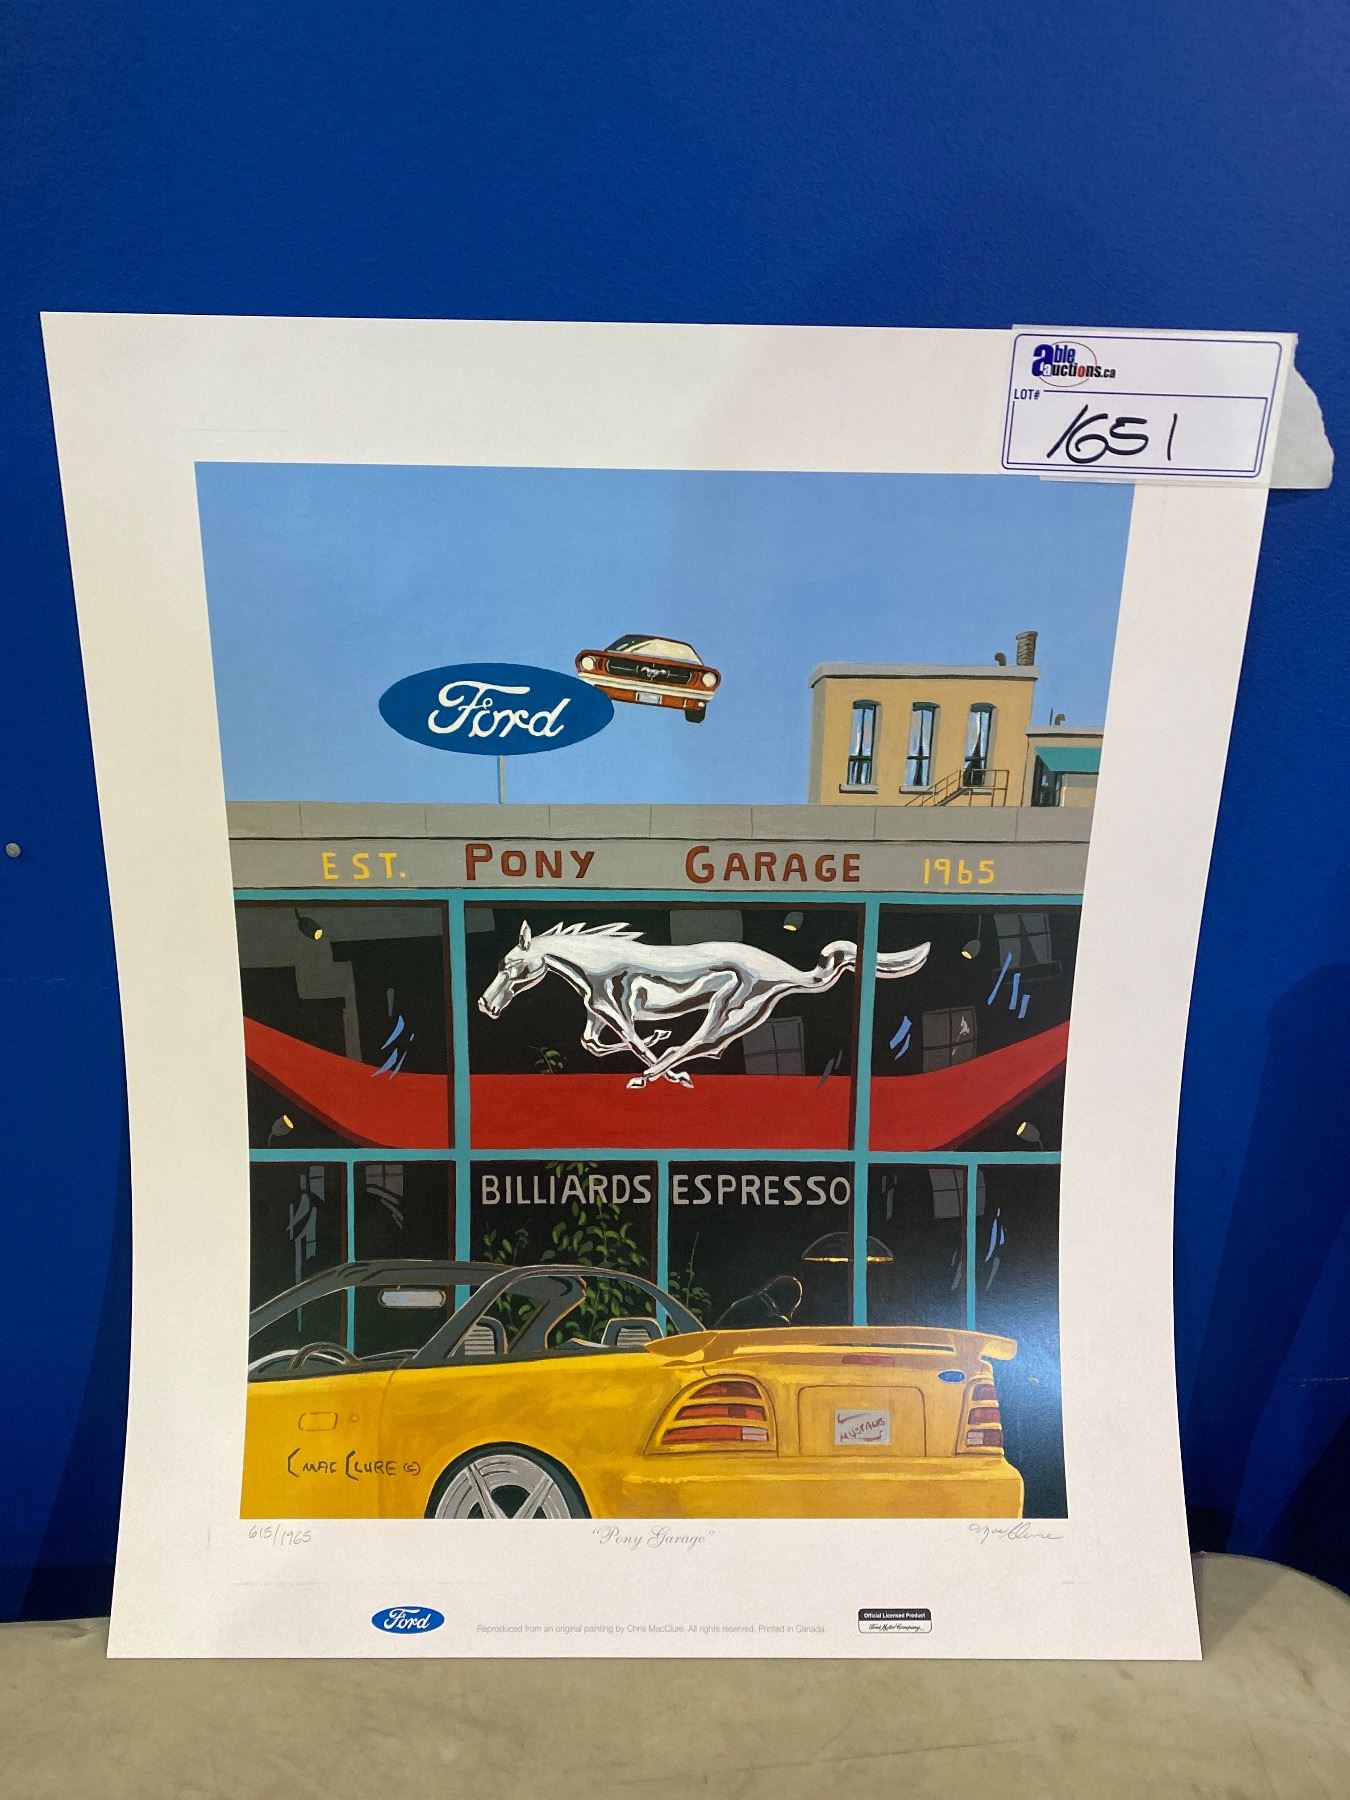 able auctions.ca
LOT#
1651
Ford
EST. PONY GARAGE 1965
BILLIARDS ESPRESSO
Ford
MUSTANG
C MAC CLURE ©
615/1965
"Pony Garage"
C MacClure
Ford
Reproduced from an original painting by Chris MacClure. All rights reserved. Printed in Canada.
Official Licensed Product
Ford Motor Company